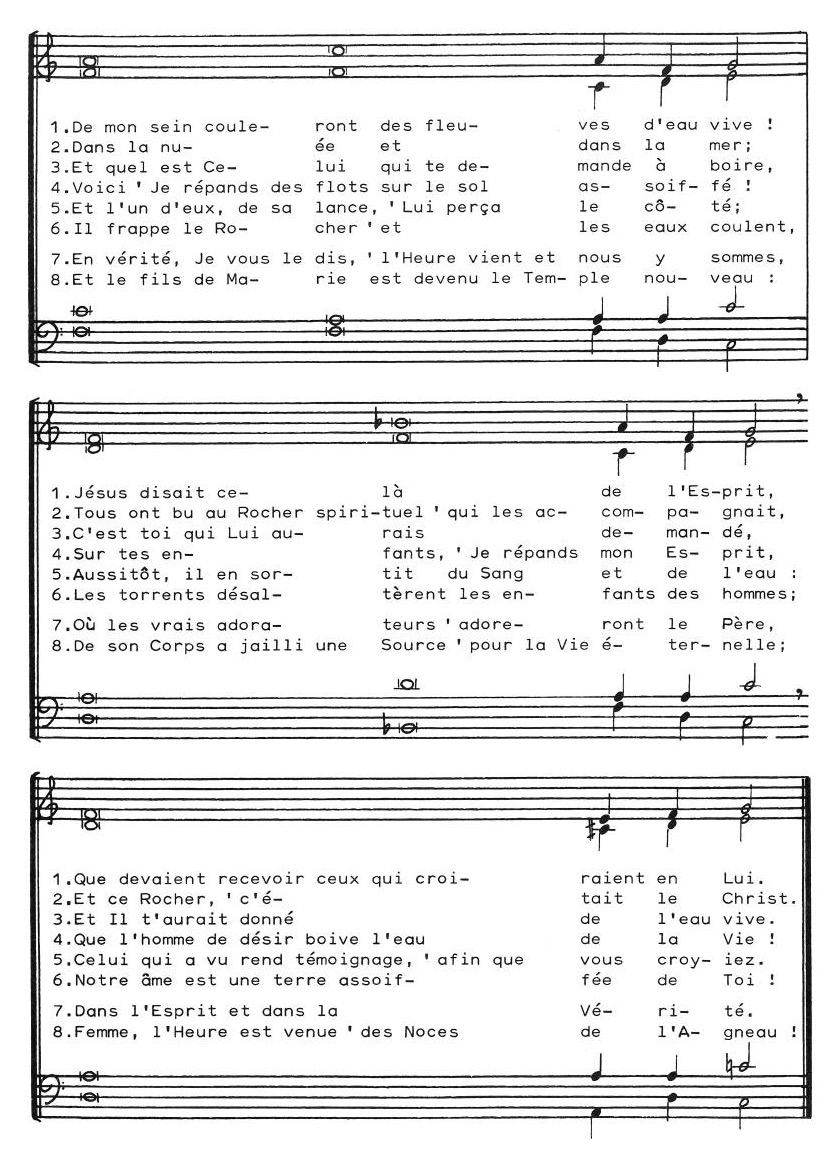 1.De mon sein coule- ront des fleu- ves d'eau vive !
2.Dans la nu- ée et dans la mer;
3.Et quel est Ce- lui qui te de- mande à boire,
4.Voici ' Je répands des flots sur le sol as- soif- fé !
5.Et l'un d'eux, de sa lance, ' Lui perça le cô- té;
6.Il frappe le Ro- cher ' et les eaux coulent,
7.En vérité, Je vous le dis, ' l'Heure vient et nous y sommes,
8.Et le fils de Ma- rie est devenu le Tem- ple nou- veau :
1.Jésus disait ce- là de l'Es-prit,
2.Tous ont bu au Rocher spiri-tuel ' qui les ac- com- pa- gnait,
3.C'est toi qui Lui au- rais de- man- dé,
4.Sur tes en- fants, ' Je répands mon Es- prit,
5.Aussitôt, il en sor- tit du Sang et de l'eau :
6.Les torrents désal- tèrent les en- fants des hommes;
7.Où les vrais adora- teurs ' adore- ront le Père,
8.De son Corps a jailli une Source ' pour la Vie é- ter- nelle;
1.Que devaient recevoir ceux qui croi- raient en Lui.
2.Et ce Rocher, ' c'é- tait le Christ.
3.Et Il t'aurait donné de l'eau vive.
4.Que l'homme de désir boive l'eau de la Vie !
5.Celui qui a vu rend témoignage, ' afin que vous croy- iez.
6.Notre âme est une terre assoif- fée de Toi !
7.Dans l'Esprit et dans la Vé- ri- té.
8.Femme, l'Heure est venue ' des Noces de l'A- gneau !